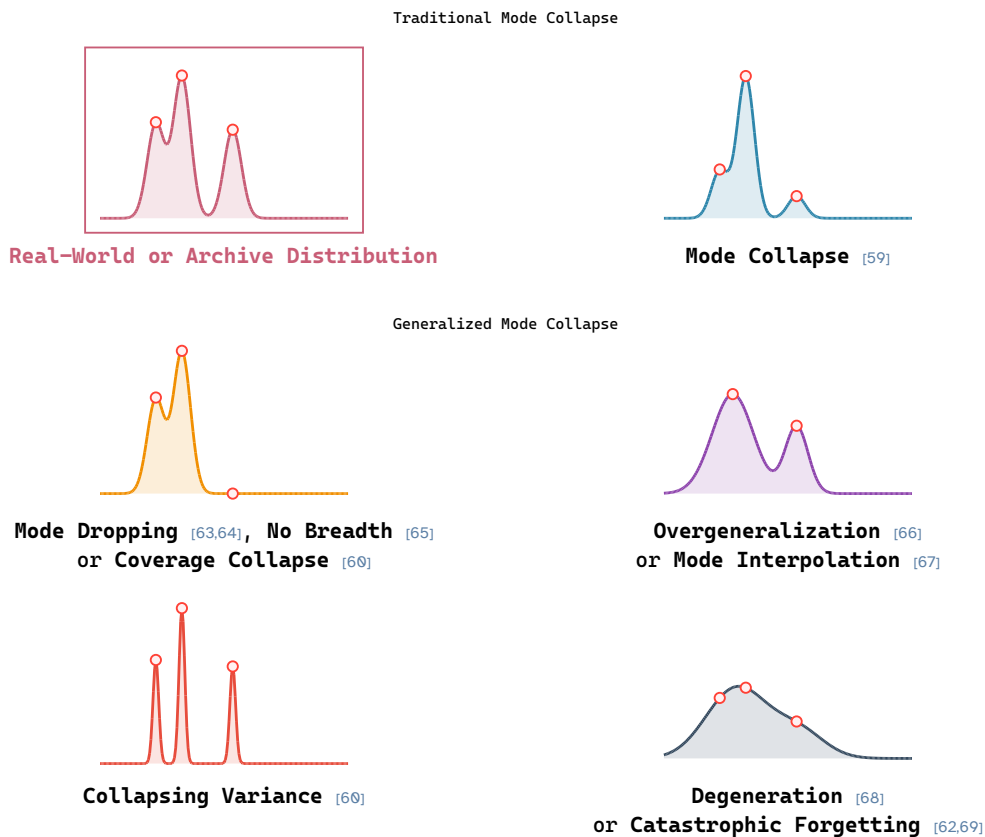 Traditional Mode Collapse
Real-World or Archive Distribution
Mode Collapse [59]
Generalized Mode Collapse
Mode Dropping [63,64], No Breadth [65]
or Coverage Collapse [60]
Overgeneralization [66]
or Mode Interpolation [67]
Collapsing Variance [60]
Degeneration [68]
or Catastrophic Forgetting [62,69]